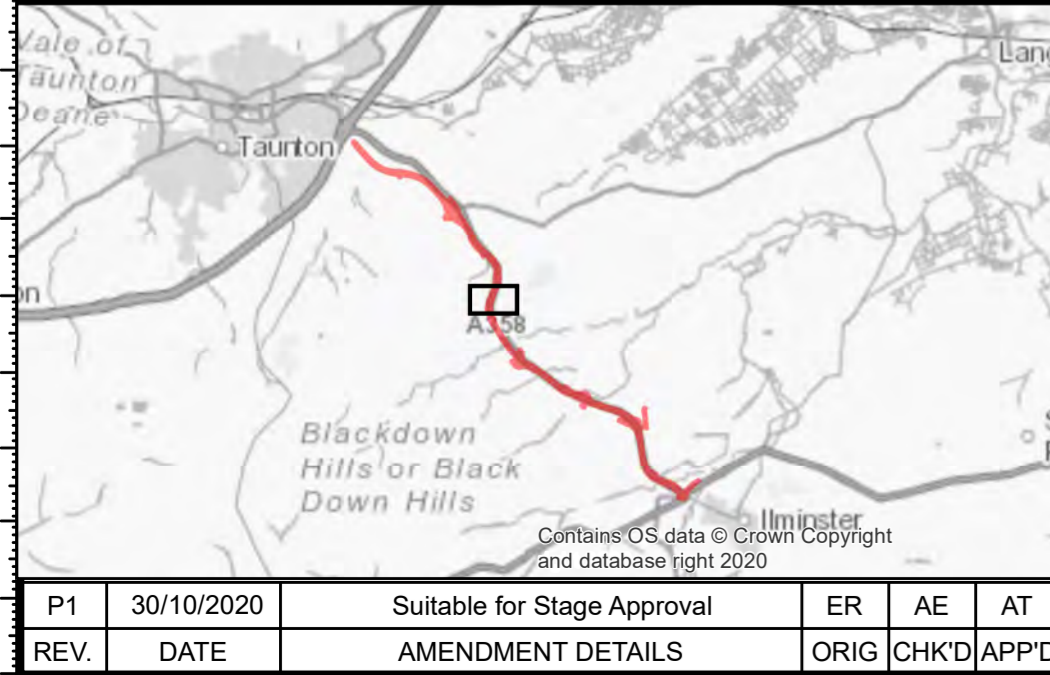 Vale of
Taunton
Deane
Lang
Taunton
on
A358
Blackdown
Hills or Black
Down Hills
S
Ilminster
Contains OS data © Crown Copyright
and database right 2020
P1 30/10/2020 Suitable for Stage Approval ER AE AT
REV. DATE AMENDMENT DETAILS ORIG CHK'D APP'D